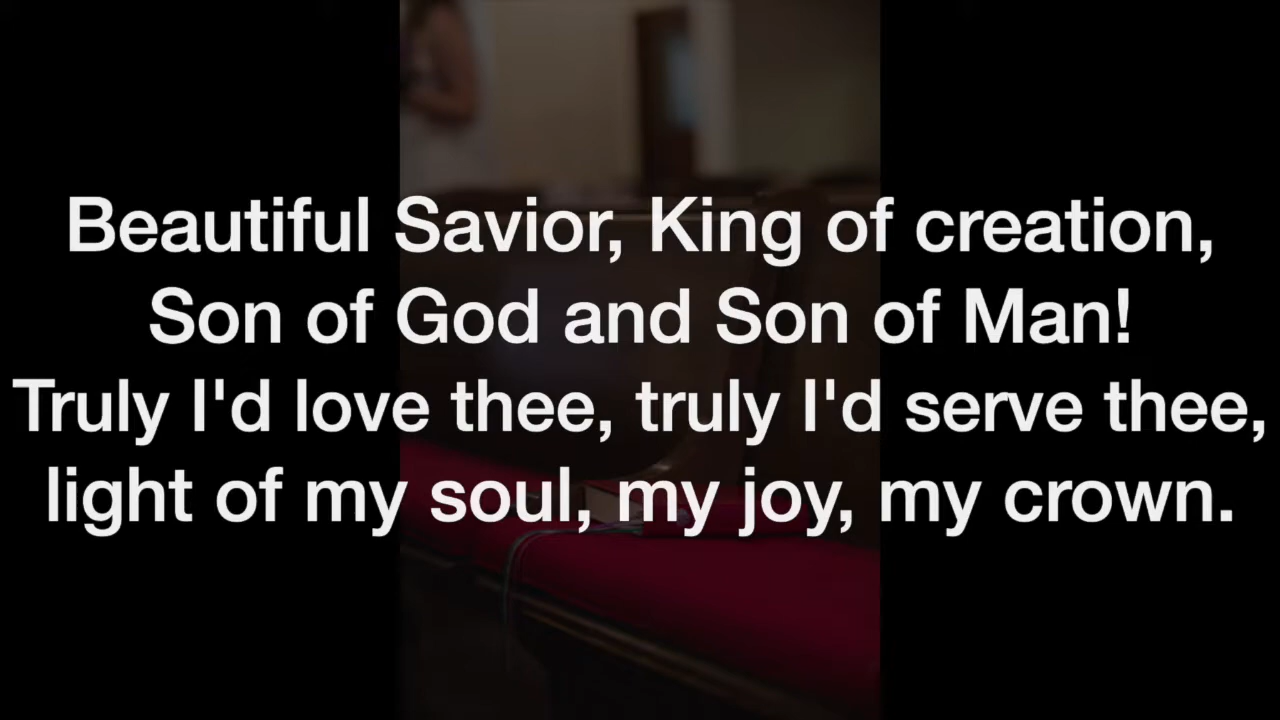 Beautiful Savior, King of creation,
Son of God and Son of Man!
Truly I'd love thee, truly I'd serve thee,
light of my soul, my joy, my crown.